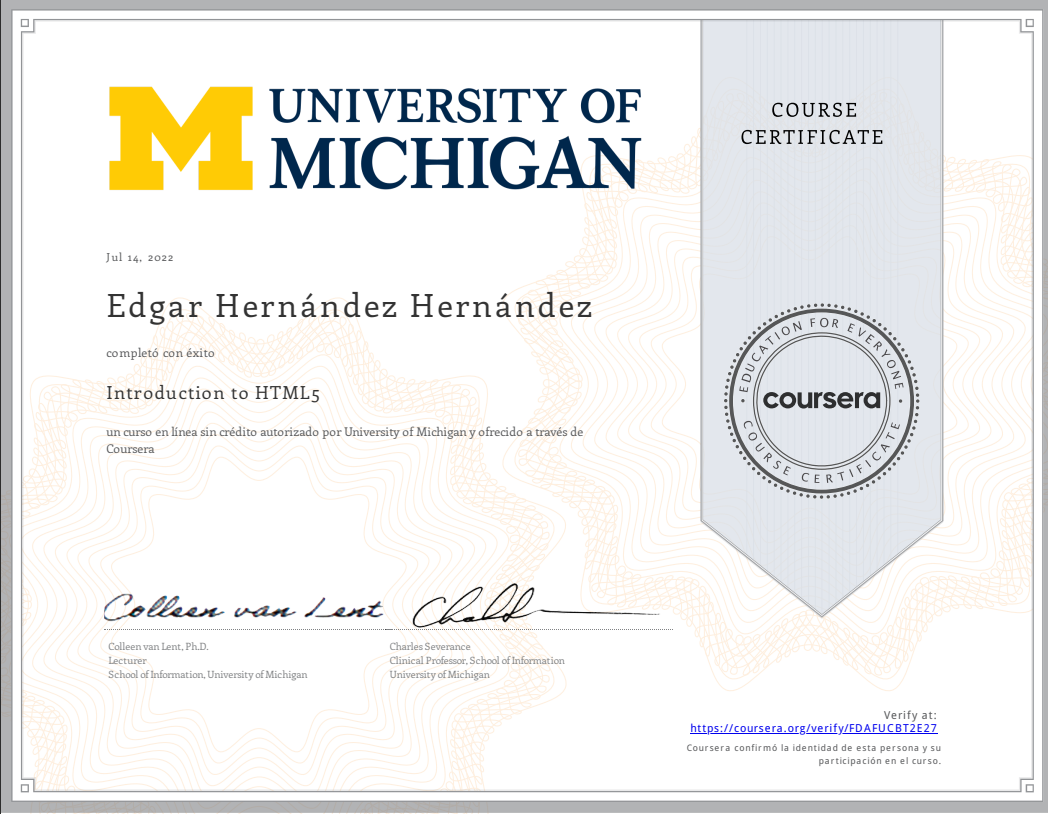 UNIVERSITY OF
MICHIGAN
COURSE
CERTIFICATE
Jul 14, 2022
Edgar Hernández Hernández
completó con éxito
Introduction to HTML5
un curso en línea sin crédito autorizado por University of Michigan y ofrecido a través de
Coursera
EDUCATION FOR EVERYONE
coursera
COURSE CERTIFICATE
Colleen van Lent
Colleen van Lent, Ph.D.
Lecturer
School of Information, University of Michigan
Charles Severance
Clinical Professor, School of Information
University of Michigan
Verify at:
https://coursera.org/verify/FDAFUCBT2E27
Coursera confirmó la identidad de esta persona y su
participación en el curso.